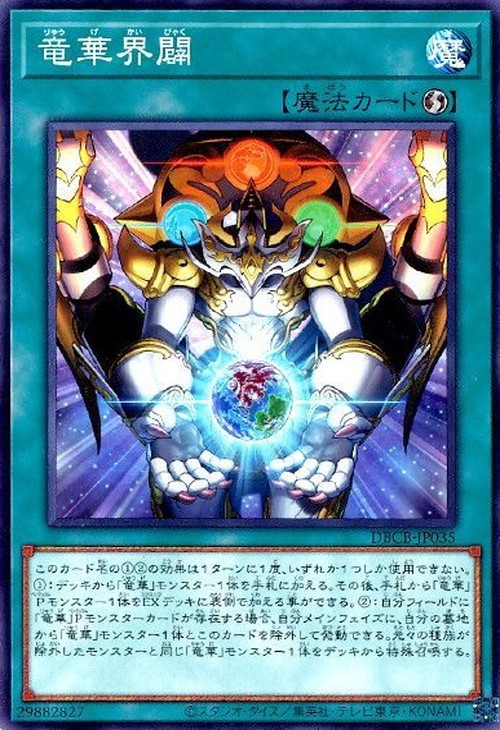 竜華界闢
魔
【魔法カード】
DBCB-JP035
このカード名の①②の効果は1ターンに1度、いずれか1つしか使用できない。
①:デッキから「竜華」モンスター1体を手札に加える。その後、手札から「竜華」
Pモンスター1体をEXデッキに表側で加える事ができる。②:自分フィールドに
「竜華」Pモンスターカードが存在する場合、自分メインフェイズに、自分の墓地
から「竜華」モンスター1体とこのカードを除外して発動できる。元々の種族が
除外したモンスターと同じ「竜華」モンスター1体をデッキから特殊召喚する。
29882827 ©スタジオ・ダイス/集英社・テレビ東京・KONAMI